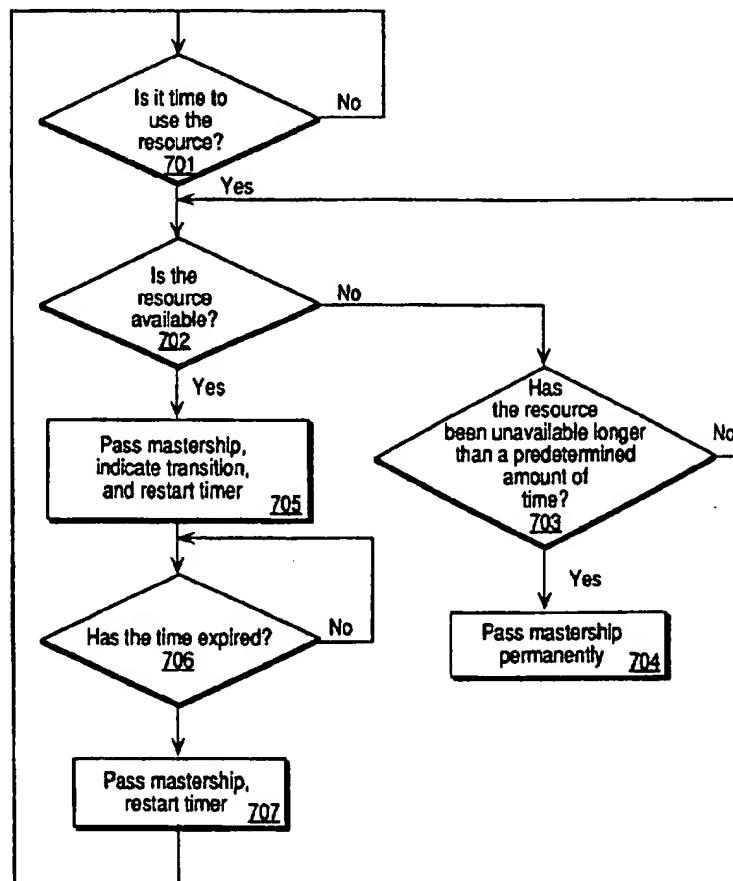 Is it time to
use the
resource?
701
No
Yes
Is the
resource
available?
702
No
Yes
Has
the resource
been unavailable longer
than a predetermined
amount of
time?
703
No
Yes
Pass mastership,
indicate transition,
and restart timer
705
Has the time expired?
706
No
Pass mastership
permanently 704
Pass mastership,
restart timer 707